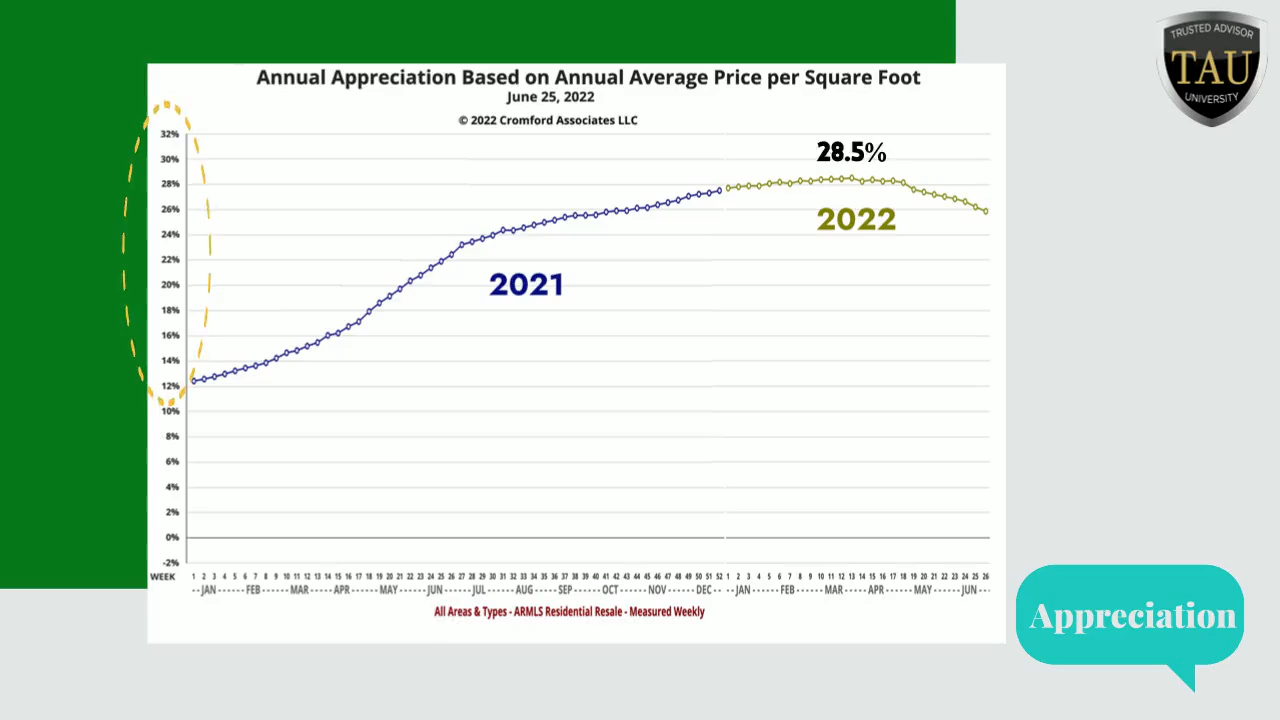 TRUSTED ADVISOR
TAU
UNIVERSITY
Annual Appreciation Based on Annual Average Price per Square Foot
June 25, 2022
© 2022 Cromford Associates LLC
32%
30%
28%
26%
24%
22%
20%
18%
16%
14%
12%
10%
8%
6%
4%
2%
0%
-2%
28.5%
2022
2021
WEEK 1 2 3 4 5 6 7 8 9 10 11 12 13 14 15 16 17 18 19 20 21 22 23 24 25 26 27 28 29 30 31 32 33 34 35 36 37 38 39 40 41 42 43 44 45 46 47 48 49 50 51 52 1 2 3 4 5 6 7 8 9 10 11 12 13 14 15 16 17 18 19 20 21 22 23 24 25 26
JAN FEB MAR APR MAY JUN JUL AUG SEP OCT NOV DEC JAN FEB MAR APR MAY JUN
All Areas & Types - ARMLS Residential Resale - Measured Weekly
Appreciation